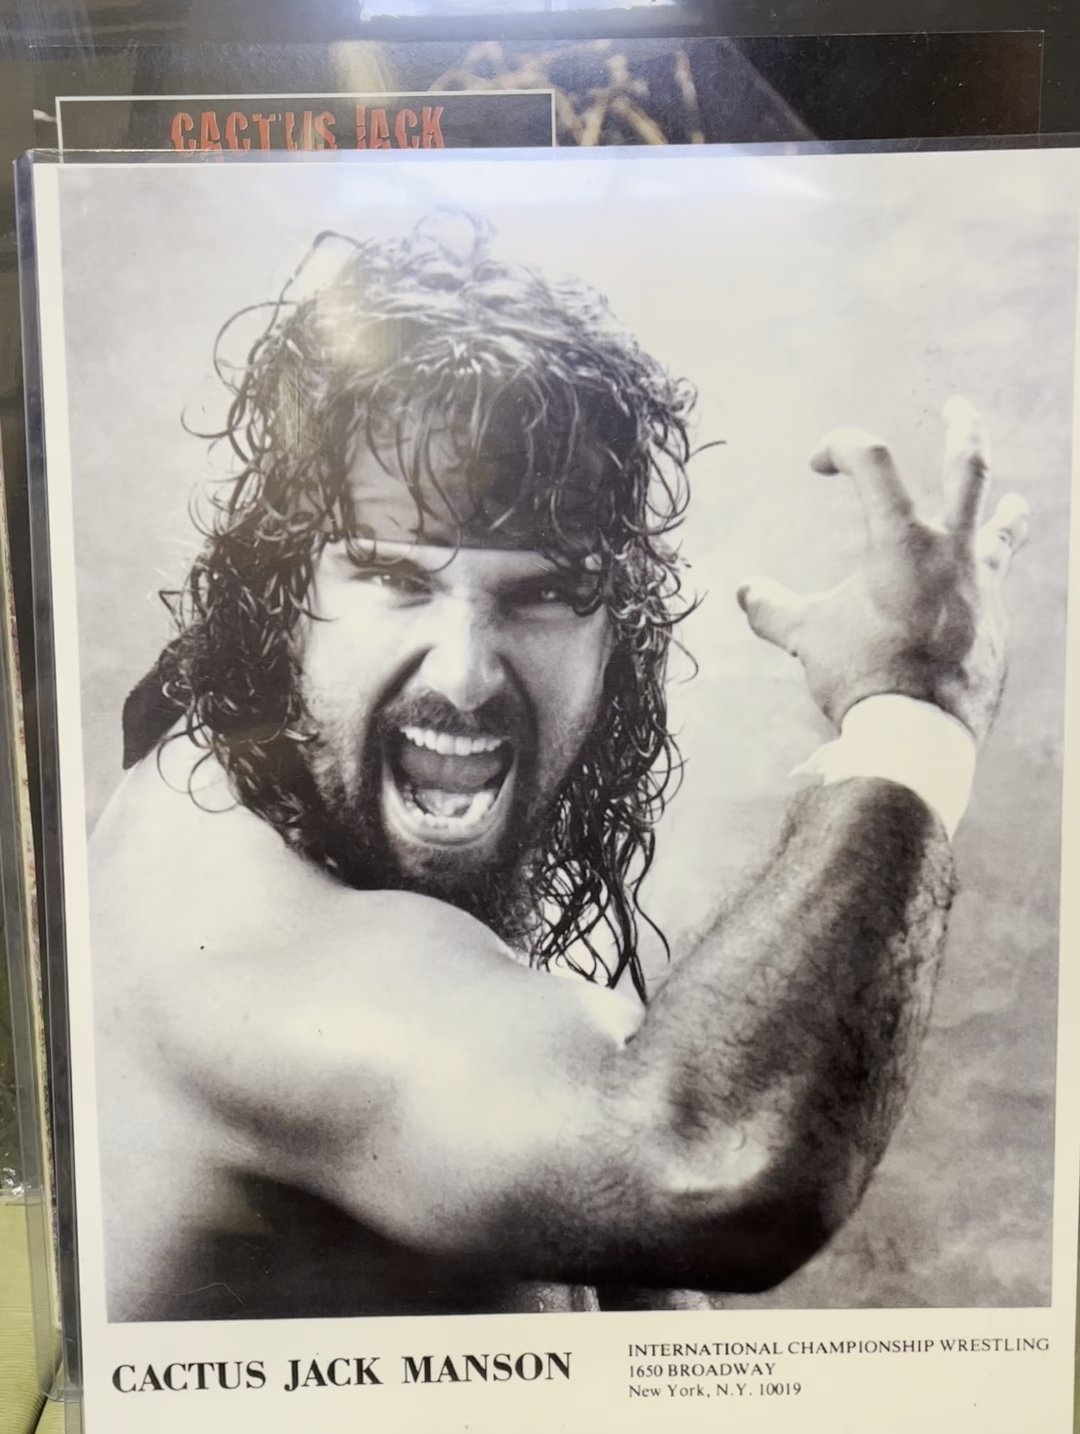 CACTUS JACK
CACTUS JACK MANSON
INTERNATIONAL CHAMPIONSHIP WRESTLING
1650 BROADWAY
New York, N.Y. 10019